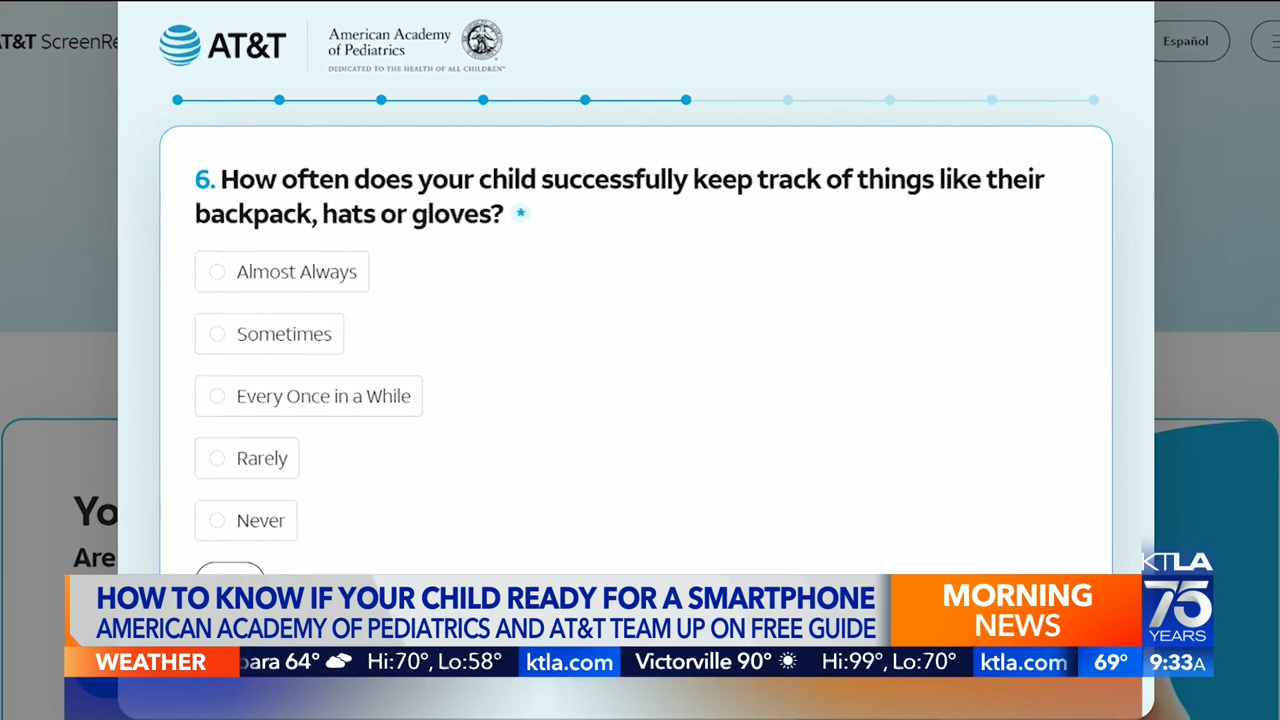 AT&T ScreenRe
AT&T
American Academy
of Pediatrics
DEDICATED TO THE HEALTH OF ALL CHILDREN™
Español
6. How often does your child successfully keep track of things like their
backpack, hats or gloves? *
Almost Always
Sometimes
Every Once in a While
Rarely
Never
Yo
Are
HOW TO KNOW IF YOUR CHILD READY FOR A SMARTPHONE
AMERICAN ACADEMY OF PEDIATRICS AND AT&T TEAM UP ON FREE GUIDE
MORNING
NEWS
KTLA
75
YEARS
WEATHER
bara 64° Hi:70°, Lo:58° ktla.com Victorville 90° Hi:99°, Lo:70° ktla.com 69° 9:33A